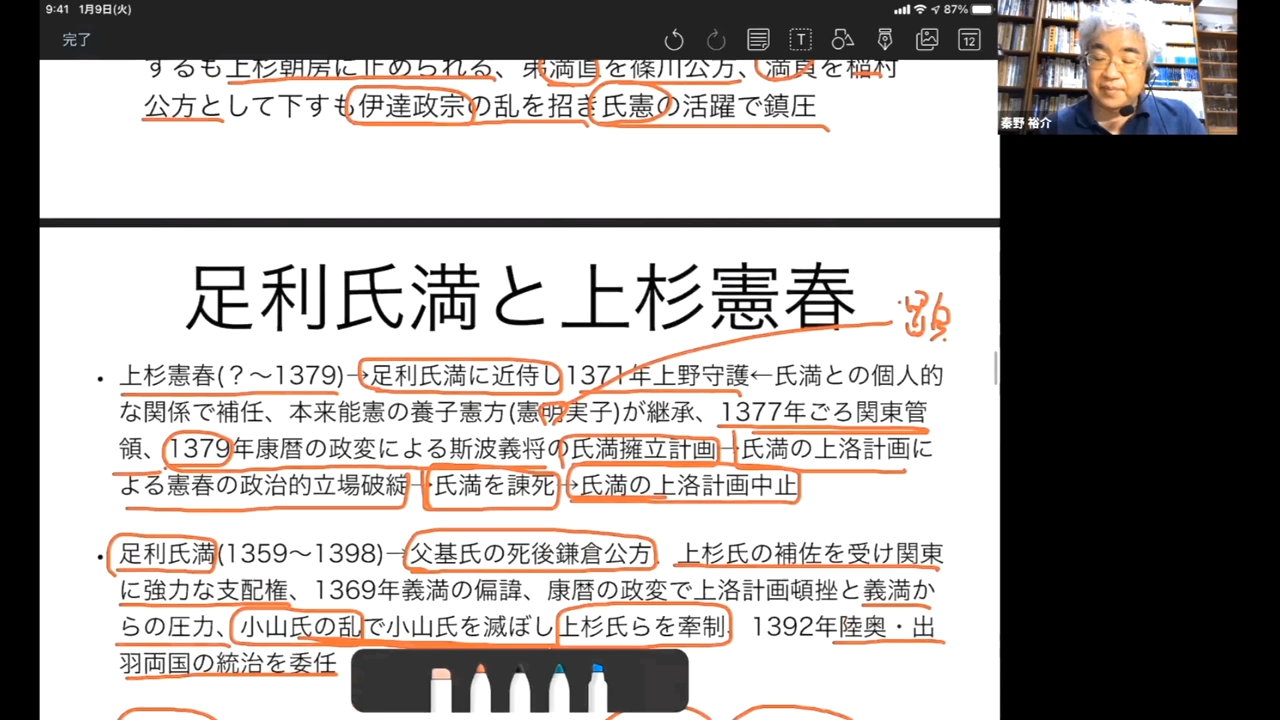 9:41 1月9日(火)
87%
完了
T
12
するも上杉朝房に止められる、弟満直を篠川公方、満貞を稲村
公方として下すも伊達政宗の乱を招き氏憲の活躍で鎮圧
秦野 裕介
足利氏満と上杉憲春
顕
・上杉憲春(？〜1379)→足利氏満に近侍し1371年上野守護←氏満との個人的
な関係で補任、本来能憲の養子憲方(憲明実子)が継承、1377年ごろ関東管
領、1379年康暦の政変による斯波義将の氏満擁立計画→氏満の上洛計画に
よる憲春の政治的立場破綻→氏満を諌死→氏満の上洛計画中止
・足利氏満(1359〜1398)→父基氏の死後鎌倉公方、上杉氏の補佐を受け関東
に強力な支配権、1369年義満の偏諱、康暦の政変で上洛計画頓挫と義満か
らの圧力、小山氏の乱で小山氏を滅ぼし上杉氏らを牽制、1392年陸奥・出
羽両国の統治を委任